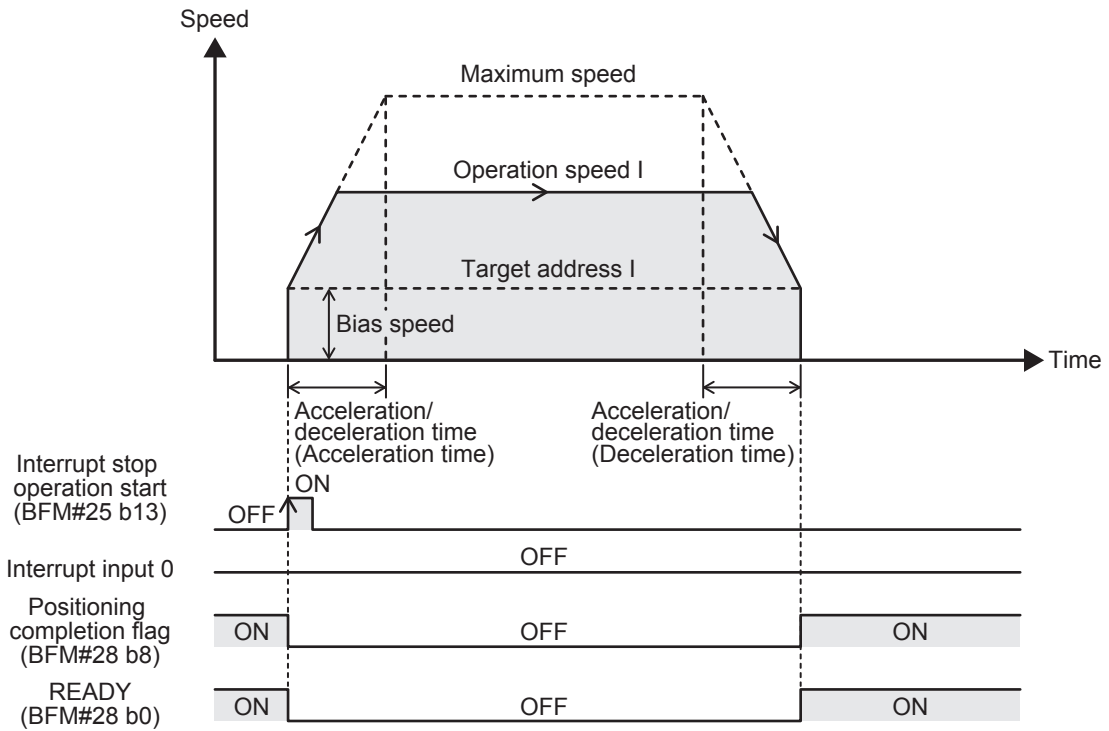 Speed
Maximum speed
Operation speed I
Target address I
Bias speed
Time
Acceleration/
deceleration time
(Acceleration time)
Acceleration/
deceleration time
(Deceleration time)
Interrupt stop
operation start
(BFM#25 b13)
OFF
ON
Interrupt input 0
OFF
Positioning
completion flag
(BFM#28 b8)
ON
OFF
ON
READY
(BFM#28 b0)
ON
OFF
ON